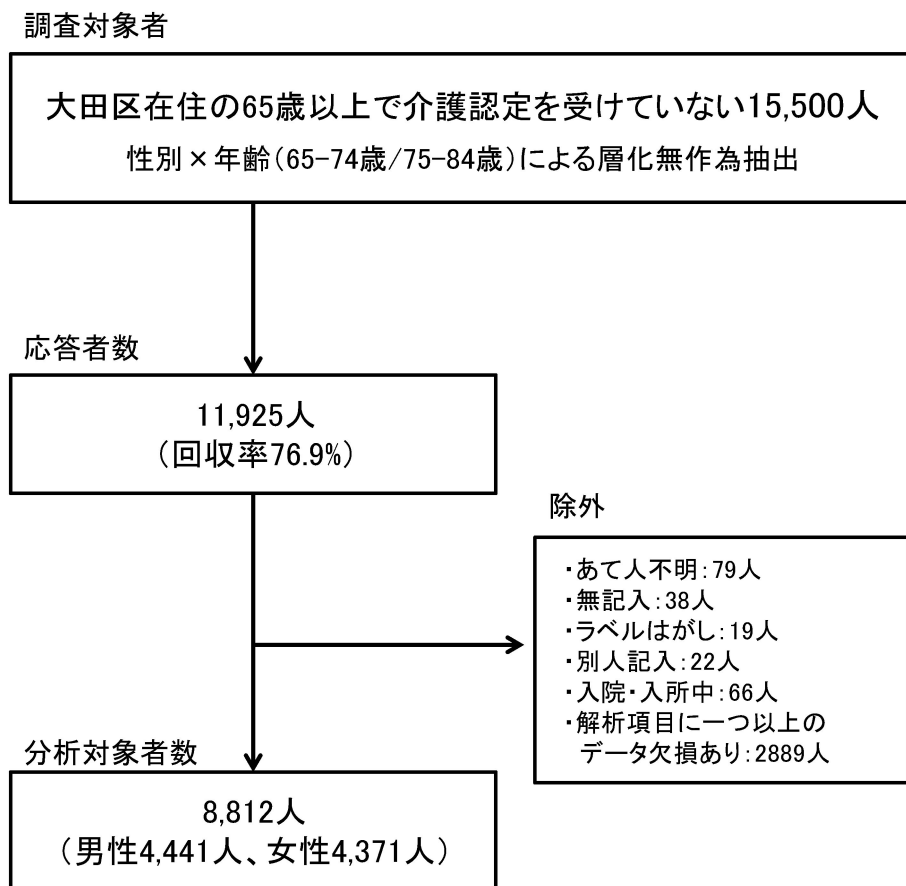 調査対象者
大田区在住の65歳以上で介護認定を受けていない15,500人
性別×年齢(65-74歳/75-84歳)による層化無作為抽出
応答者数
11,925人
(回収率76.9%)
除外
・あて人不明:79人
・無記入:38人
・ラベルはがし:19人
・別人記入:22人
・入院・入所中:66人
・解析項目に一つ以上の
データ欠損あり:2889人
分析対象者数
8,812人
(男性4,441人、女性4,371人)